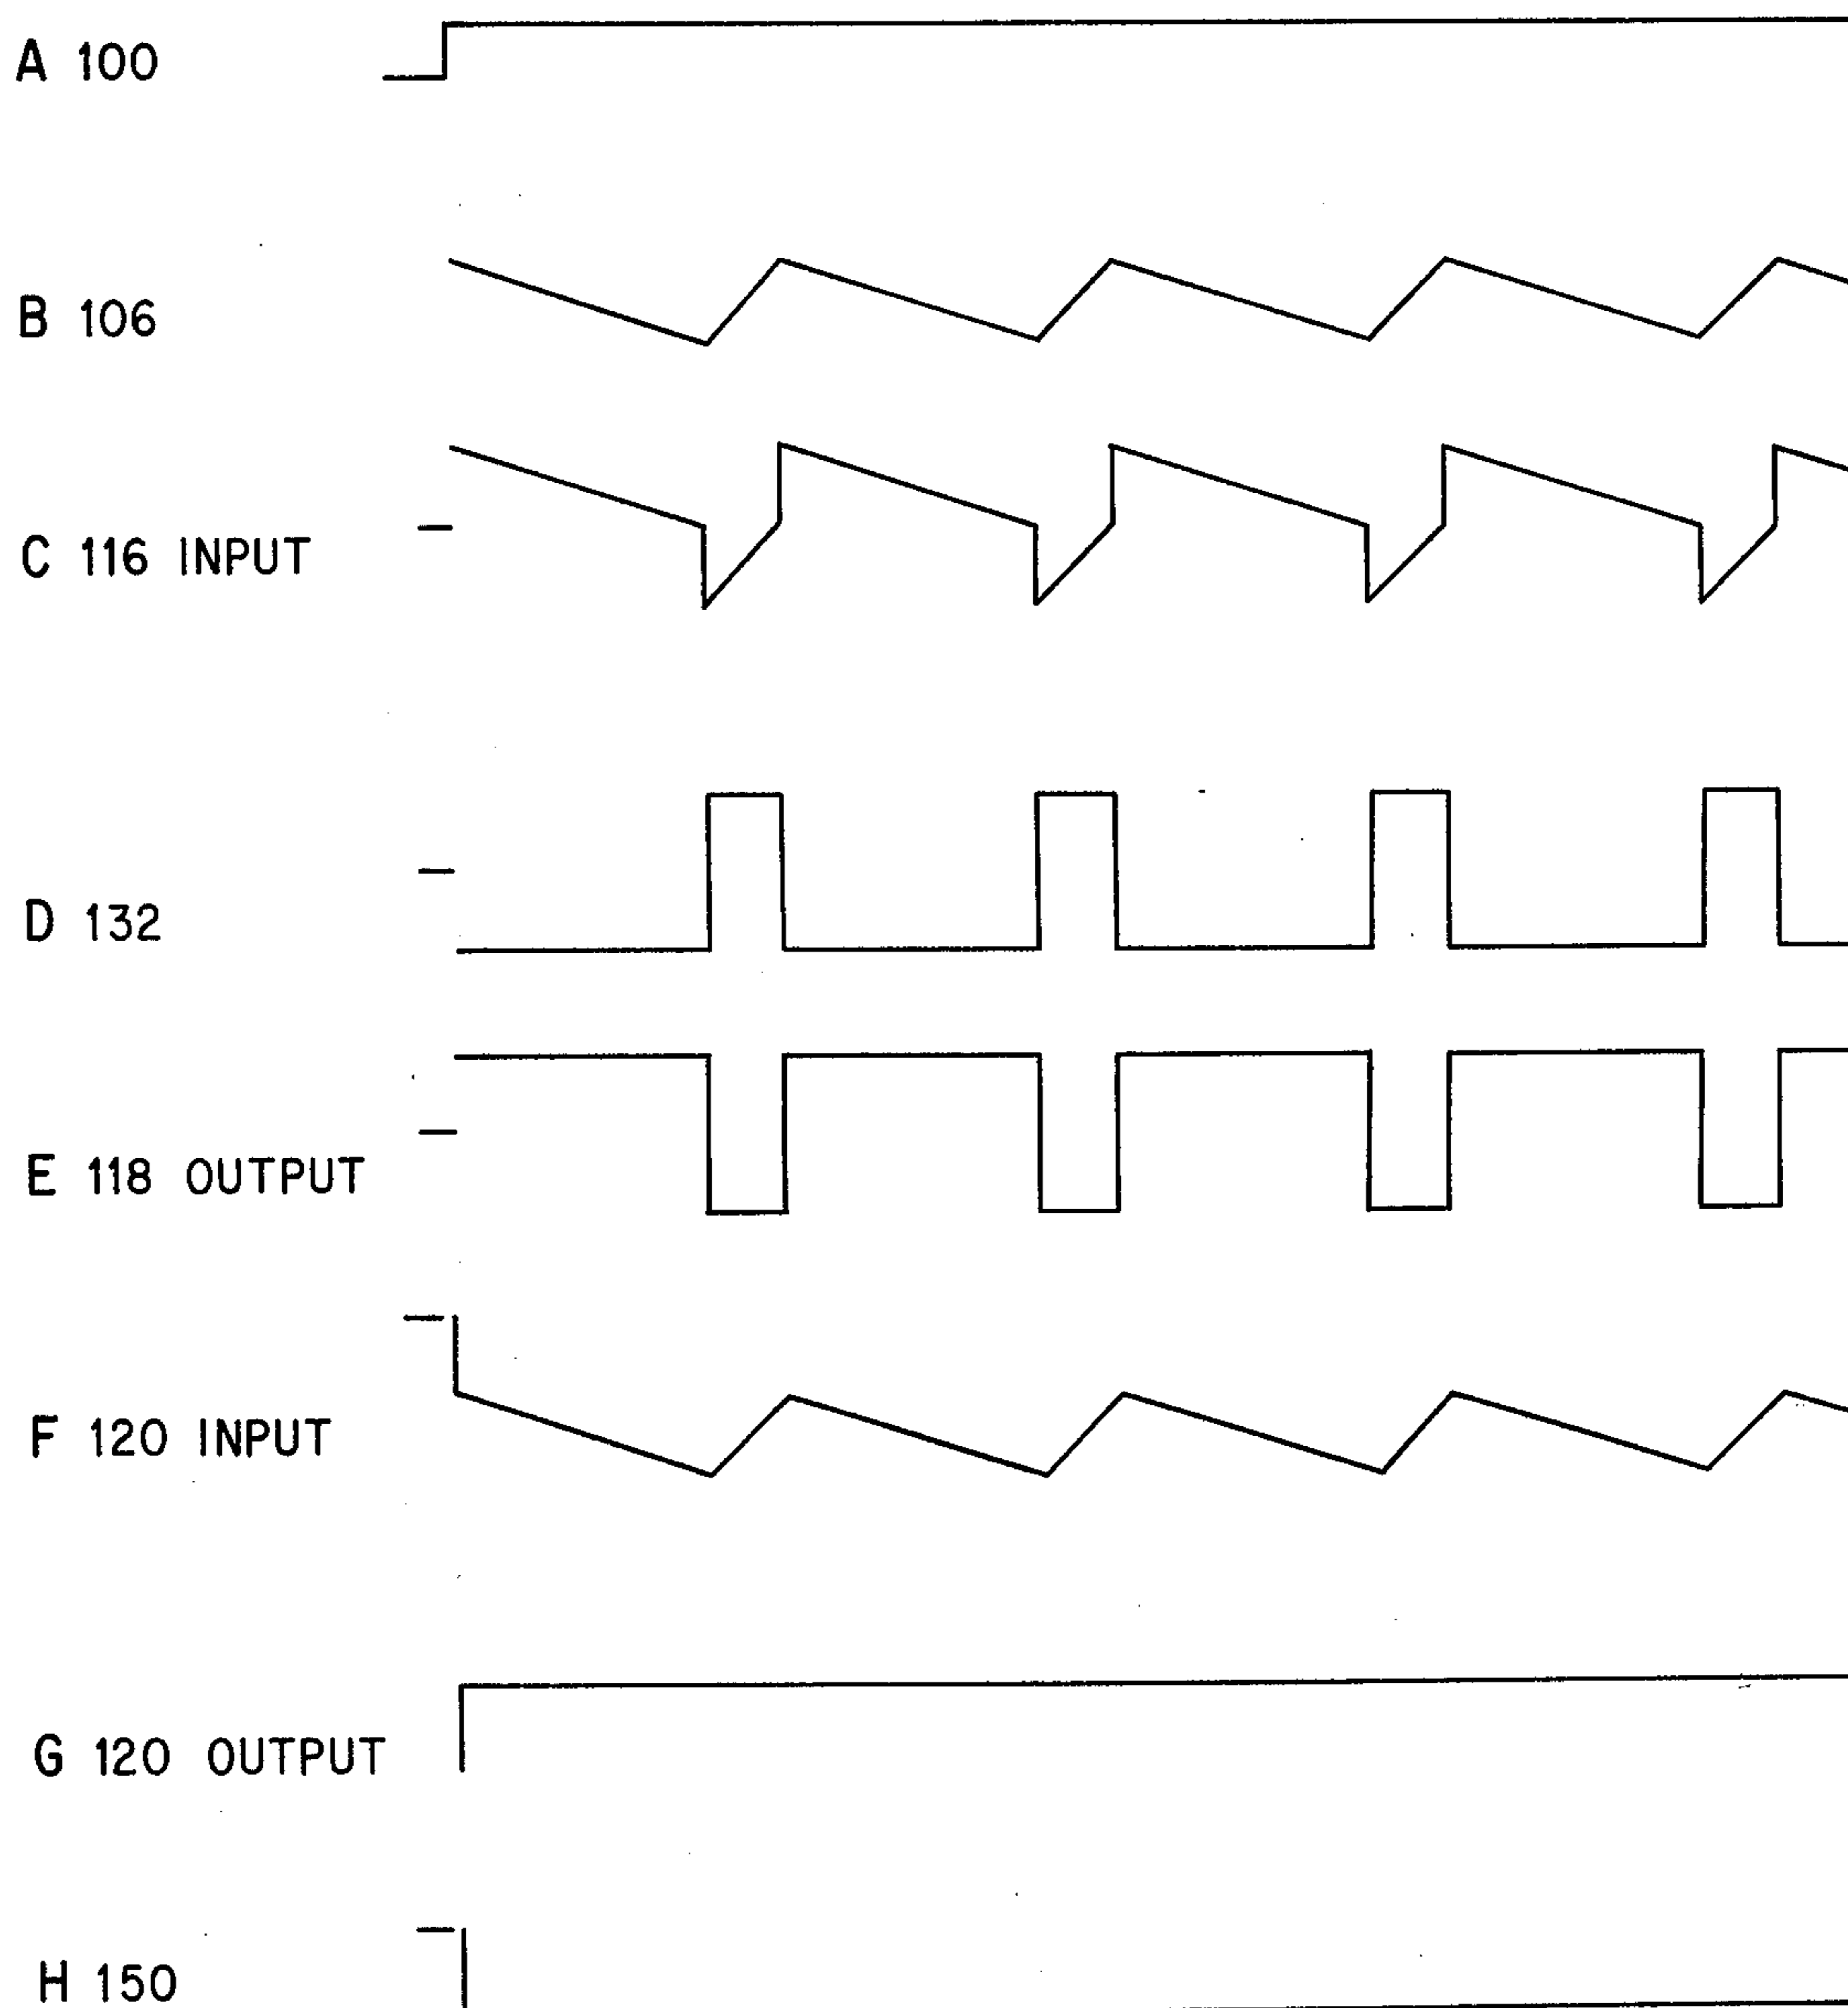 A 100
B 106
C 116 INPUT
D 132
E 118 OUTPUT
F 120 INPUT
G 120 OUTPUT
H 150